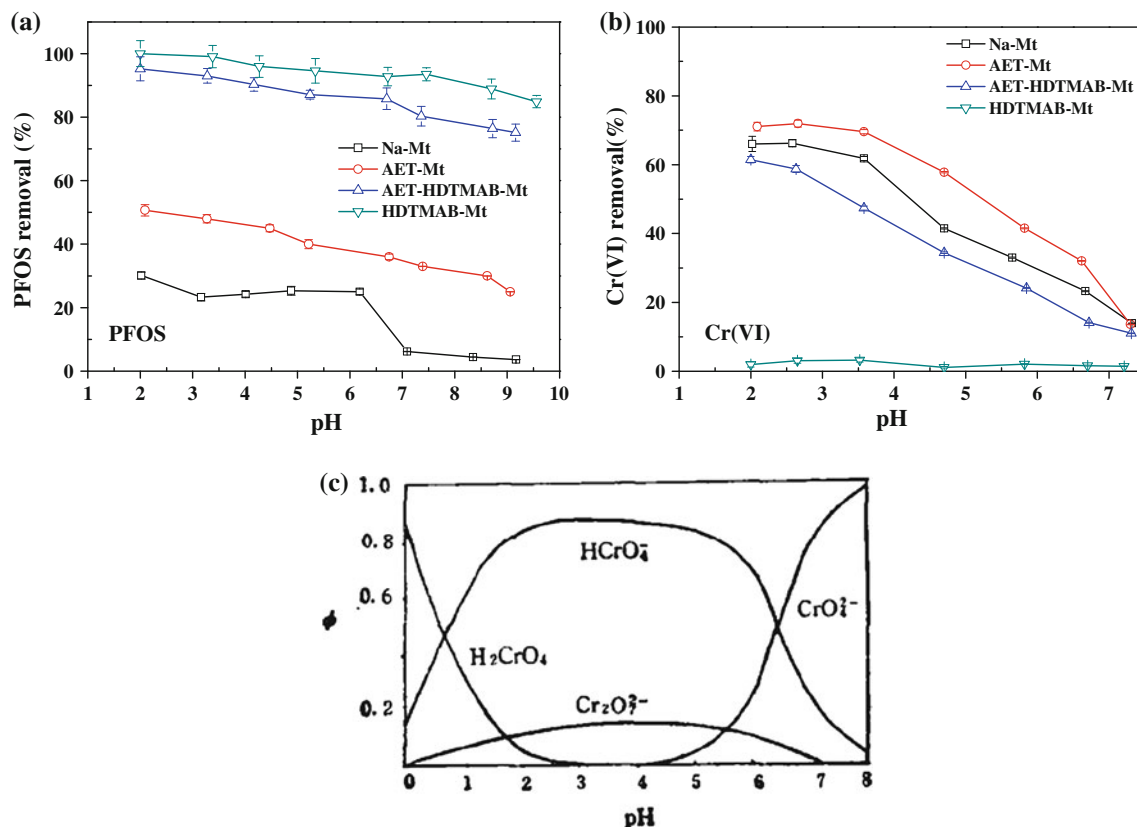 (a)
PFOS removal (%)
100
80
60
40
20
0
Na-Mt
AET-Mt
AET-HDTMAB-Mt
HDTMAB-Mt
PFOS
1 2 3 4 5 6 7 8 9 10
pH
(b)
Cr(VI) removal(%)
100
80
60
40
20
0
Na-Mt
AET-Mt
AET-HDTMAB-Mt
HDTMAB-Mt
Cr(VI)
1 2 3 4 5 6 7
pH
(c)
1.0
0.8
0.6
0.2
ϕ
HCrO₄⁻
CrO₄²⁻
H₂CrO₄
Cr₂O₇²⁻
0 1 2 3 4 5 6 7 8
pH